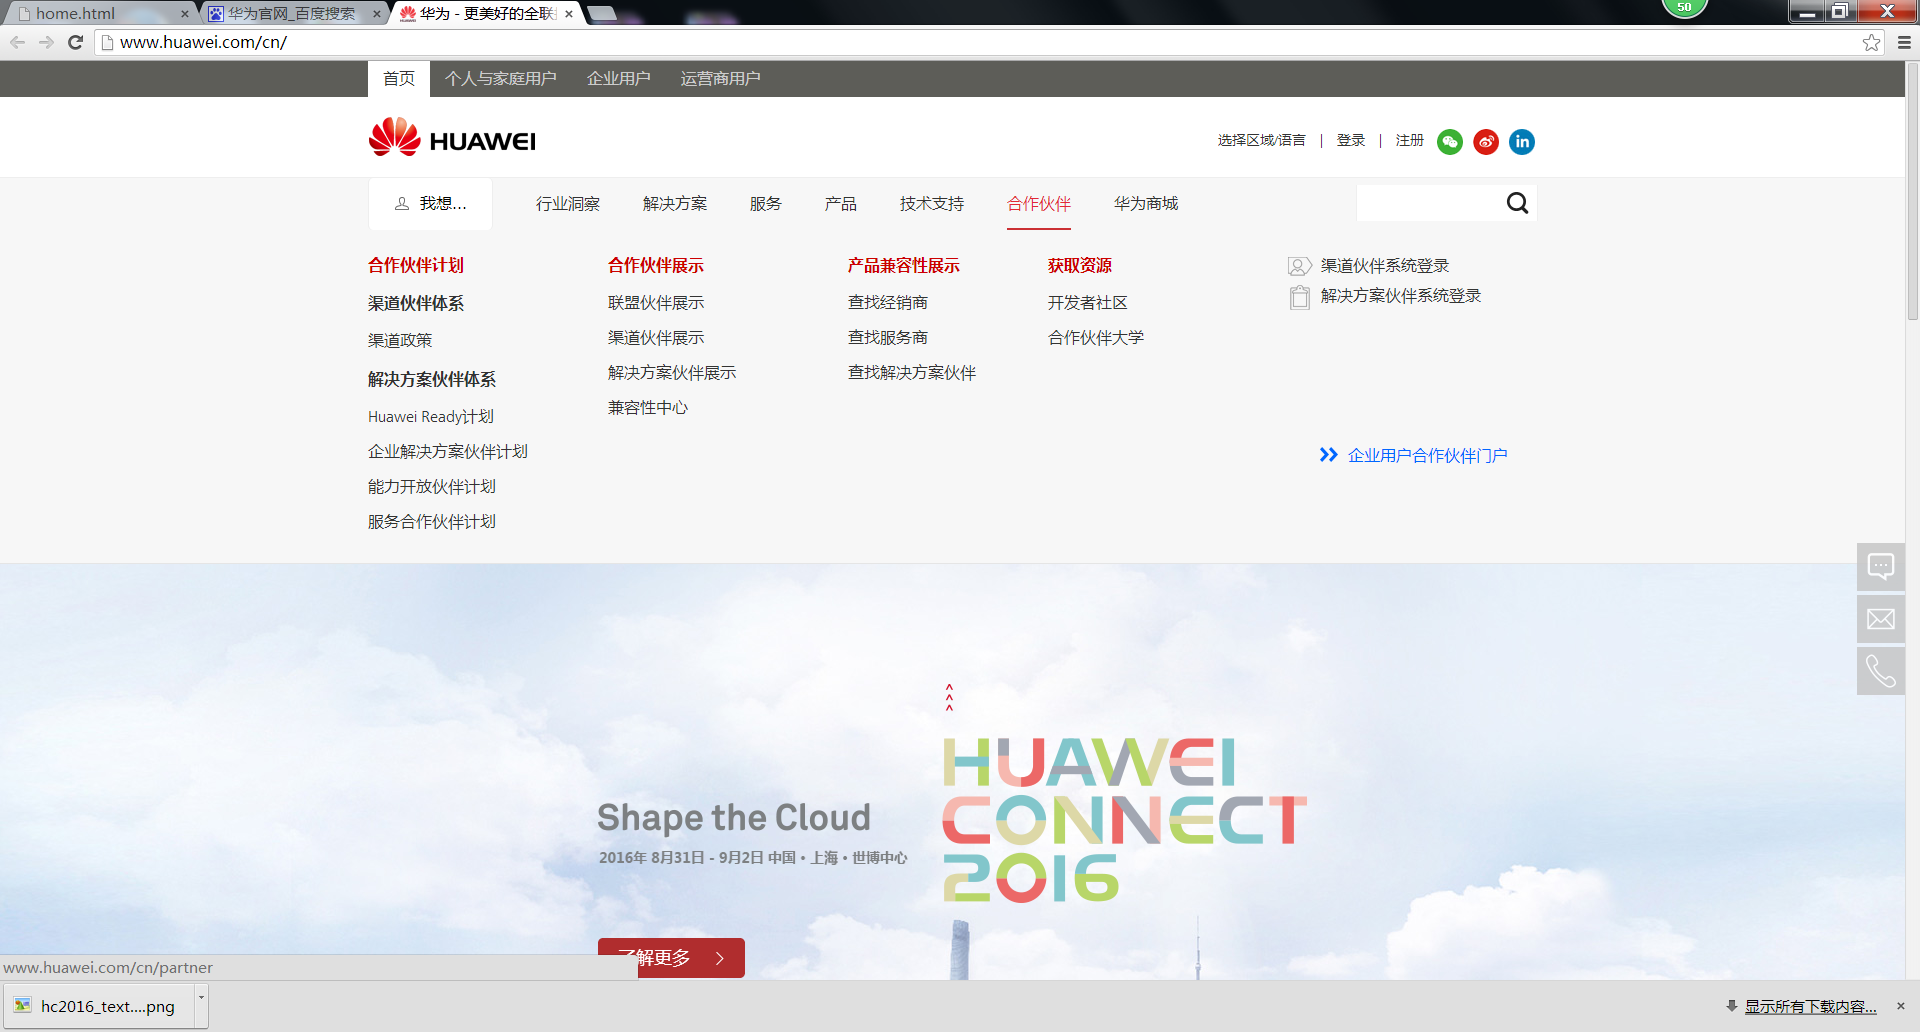 home.html
华为官网_百度搜索
华为 - 更美好的全联
50
www.huawei.com/cn/
首页 个人与家庭用户 企业用户 运营商用户
HUAWEI
选择区域/语言 | 登录 | 注册
in
我想... 行业洞察 解决方案 服务 产品 技术支持 合作伙伴 华为商城
合作伙伴计划
渠道伙伴体系
渠道政策
解决方案伙伴体系
Huawei Ready计划
企业解决方案伙伴计划
能力开放伙伴计划
服务合作伙伴计划
合作伙伴展示
联盟伙伴展示
渠道伙伴展示
解决方案伙伴展示
兼容性中心
产品兼容性展示
查找经销商
查找服务商
查找解决方案伙伴
获取资源
开发者社区
合作伙伴大学
渠道伙伴系统登录
解决方案伙伴系统登录
企业用户合作伙伴门户
Shape the Cloud
2016年 8月31日 - 9月2日 中国·上海·世博中心
HUAWEI
CONNECT
2016
了解更多
www.huawei.com/cn/partner
hc2016_text....png
显示所有下载内容...